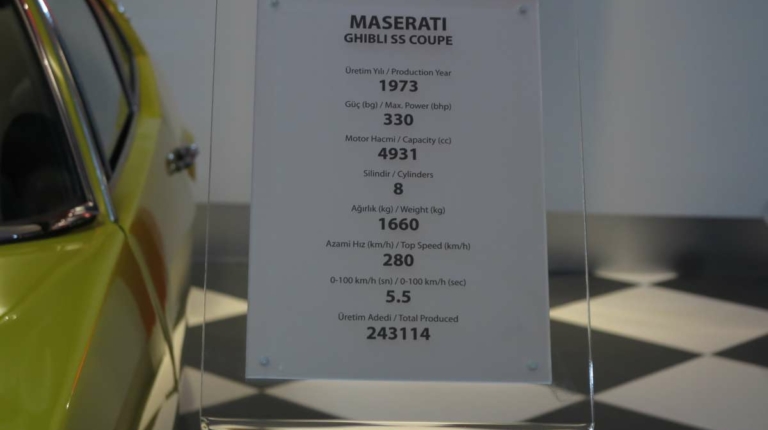 MASERATI
GHIBLI SS COUPE
Üretim Yılı / Production Year
1973
Güç (bg) / Max. Power (bhp)
330
Motor Hacmi / Capacity (cc)
4931
Silindir / Cylinders
8
Ağırlık (kg) / Weight (kg)
1660
Azami Hız (km/h) / Top Speed (km/h)
280
0-100 km/h (sn) / 0-100 km/h (sec)
5.5
Üretim Adedi / Total Produced
243114